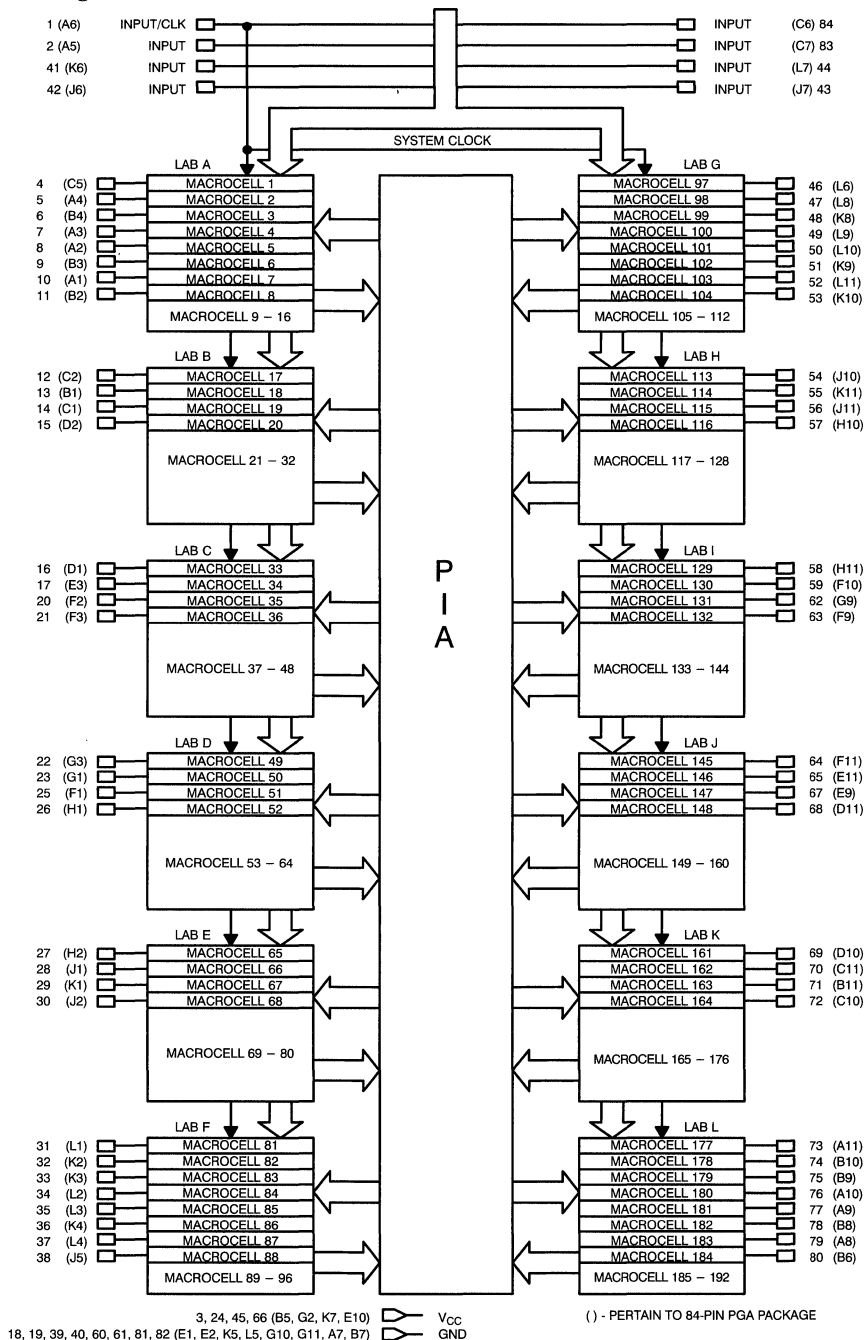 1 (A6) INPUT/CLK INPUT (C6) 84
2 (A5) INPUT INPUT (C7) 83
41 (K6) INPUT INPUT (L7) 44
42 (J6) INPUT INPUT (J7) 43
SYSTEM CLOCK
LAB A LAB G
4 (C5) MACROCELL 1 MACROCELL 97 46 (L6)
5 (A4) MACROCELL 2 MACROCELL 98 47 (L8)
6 (B4) MACROCELL 3 MACROCELL 99 48 (K8)
7 (A3) MACROCELL 4 MACROCELL 100 49 (L9)
8 (A2) MACROCELL 5 MACROCELL 101 50 (L10)
9 (B3) MACROCELL 6 MACROCELL 102 51 (K9)
10 (A1) MACROCELL 7 MACROCELL 103 52 (L11)
11 (B2) MACROCELL 8 MACROCELL 104 53 (K10)
MACROCELL 9 – 16 MACROCELL 105 – 112
LAB B LAB H
12 (C2) MACROCELL 17 MACROCELL 113 54 (J10)
13 (B1) MACROCELL 18 MACROCELL 114 55 (K11)
14 (C1) MACROCELL 19 MACROCELL 115 56 (J11)
15 (D2) MACROCELL 20 MACROCELL 116 57 (H10)
MACROCELL 21 – 32 MACROCELL 117 – 128
LAB C LAB I
16 (D1) MACROCELL 33 MACROCELL 129 58 (H11)
17 (E3) MACROCELL 34 MACROCELL 130 59 (F10)
20 (F2) MACROCELL 35 MACROCELL 131 62 (G9)
21 (F3) MACROCELL 36 MACROCELL 132 63 (F9)
P
I
A
MACROCELL 37 – 48 MACROCELL 133 – 144
LAB D LAB J
22 (G3) MACROCELL 49 MACROCELL 145 64 (F11)
23 (G1) MACROCELL 50 MACROCELL 146 65 (E11)
25 (F1) MACROCELL 51 MACROCELL 147 67 (E9)
26 (H1) MACROCELL 52 MACROCELL 148 68 (D11)
MACROCELL 53 – 64 MACROCELL 149 – 160
LAB E LAB K
27 (H2) MACROCELL 65 MACROCELL 161 69 (D10)
28 (J1) MACROCELL 66 MACROCELL 162 70 (C11)
29 (K1) MACROCELL 67 MACROCELL 163 71 (B11)
30 (J2) MACROCELL 68 MACROCELL 164 72 (C10)
MACROCELL 69 – 80 MACROCELL 165 – 176
LAB F LAB L
31 (L1) MACROCELL 81 MACROCELL 177 73 (A11)
32 (K2) MACROCELL 82 MACROCELL 178 74 (B10)
33 (K3) MACROCELL 83 MACROCELL 179 75 (B9)
34 (L2) MACROCELL 84 MACROCELL 180 76 (A10)
35 (L3) MACROCELL 85 MACROCELL 181 77 (A9)
36 (K4) MACROCELL 86 MACROCELL 182 78 (B8)
37 (L4) MACROCELL 87 MACROCELL 183 79 (A8)
38 (J5) MACROCELL 88 MACROCELL 184 80 (B6)
MACROCELL 89 – 96 MACROCELL 185 – 192
3, 24, 45, 66 (B5, G2, K7, E10) VCC ( ) - PERTAIN TO 84-PIN PGA PACKAGE
18, 19, 39, 40, 60, 61, 81, 82 (E1, E2, K5, L5, G10, G11, A7, B7) GND